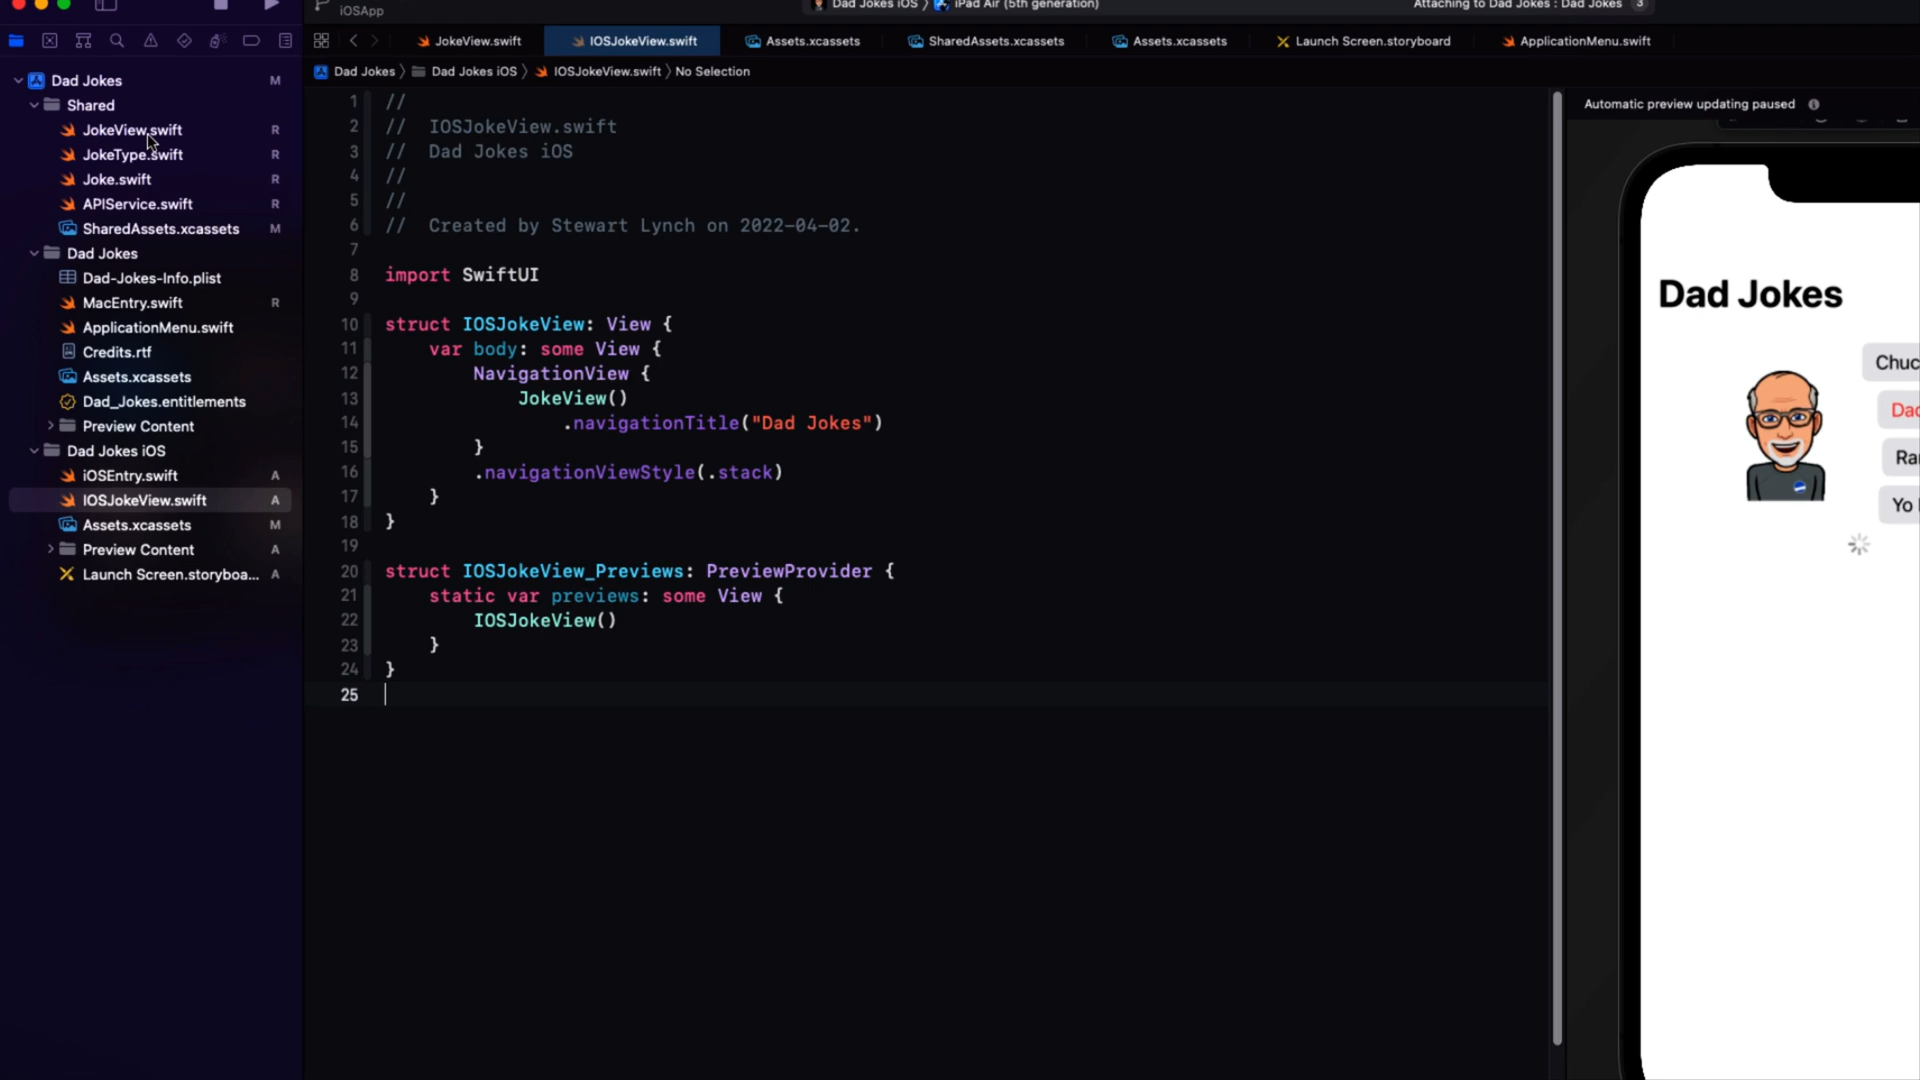 iOSApp
Dad Jokes iOS 〉 iPad Air (5th generation)
Attaching to Dad Jokes : Dad Jokes 3
JokeView.swift
IOSJokeView.swift
Assets.xcassets
SharedAssets.xcassets
Assets.xcassets
Launch Screen.storyboard
ApplicationMenu.swift
Dad Jokes 〉 Dad Jokes iOS 〉 IOSJokeView.swift 〉 No Selection
Dad Jokes M
Shared
JokeView.swift R
JokeType.swift R
Joke.swift R
APIService.swift R
SharedAssets.xcassets M
Dad Jokes
Dad-Jokes-Info.plist
MacEntry.swift R
ApplicationMenu.swift
Credits.rtf
Assets.xcassets
Dad_Jokes.entitlements
Preview Content
Dad Jokes iOS
iOSEntry.swift A
IOSJokeView.swift A
Assets.xcassets M
Preview Content A
Launch Screen.storyboa... A
1 //
2 //  IOSJokeView.swift
3 //  Dad Jokes iOS
4 //
5 //
6 //  Created by Stewart Lynch on 2022-04-02.
7
8 import SwiftUI
9
10 struct IOSJokeView: View {
11     var body: some View {
12         NavigationView {
13             JokeView()
14                 .navigationTitle("Dad Jokes")
15         }
16         .navigationViewStyle(.stack)
17     }
18 }
19
20 struct IOSJokeView_Previews: PreviewProvider {
21     static var previews: some View {
22         IOSJokeView()
23     }
24 }
25
Automatic preview updating paused
Dad Jokes
Chuc
Dad
Ra
Yo